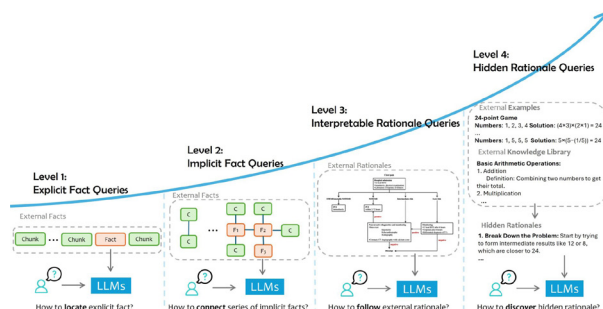 Level 1:
Explicit Fact Queries
External Facts
Chunk ... Chunk Fact Chunk
?
LLMs
How to locate explicit fact?
Level 2:
Implicit Fact Queries
External Facts
C
C
...
C
F₁
C
C
F₂
C
C
?
LLMs
How to connect series of implicit facts?
Level 3:
Interpretable Rationale Queries
External Rationales
?
LLMs
How to follow external rationale?
Level 4:
Hidden Rationale Queries
External Examples
24-point Game
Numbers: 1, 2, 3, 4 Solution: (4×3)×(2×1) = 24
...
Numbers: 1, 5, 5, 5 Solution: 5×(5-(1/5)) = 24
External Knowledge Library
Basic Arithmetic Operations:
1. Addition
Definition: Combining two numbers to get
their total.
2. Multiplication
...
Hidden Rationales
1. Break Down the Problem: Start by trying
to form intermediate results like 12 or 8,
which are closer to 24.
...
?
LLMs
How to discover hidden rationale?